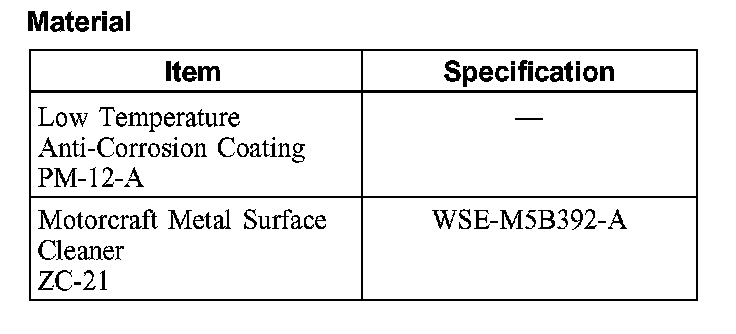 Material
Item Specification
Low Temperature —
Anti-Corrosion Coating
PM-12-A
Motorcraft Metal Surface WSE-M5B392-A
Cleaner
ZC-21